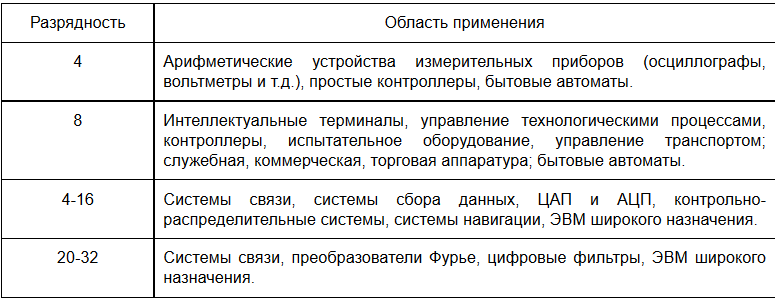 Разрядность
Область применения
4
Арифметические устройства измерительных приборов (осциллографы,
вольтметры и т.д.), простые контроллеры, бытовые автоматы.
8
Интеллектуальные терминалы, управление технологическими процессами,
контроллеры, испытательное оборудование, управление транспортом;
служебная, коммерческая, торговая аппаратура; бытовые автоматы.
4-16
Системы связи, системы сбора данных, ЦАП и АЦП, контрольно-
распределительные системы, системы навигации, ЭВМ широкого назначения.
20-32
Системы связи, преобразователи Фурье, цифровые фильтры, ЭВМ широкого
назначения.